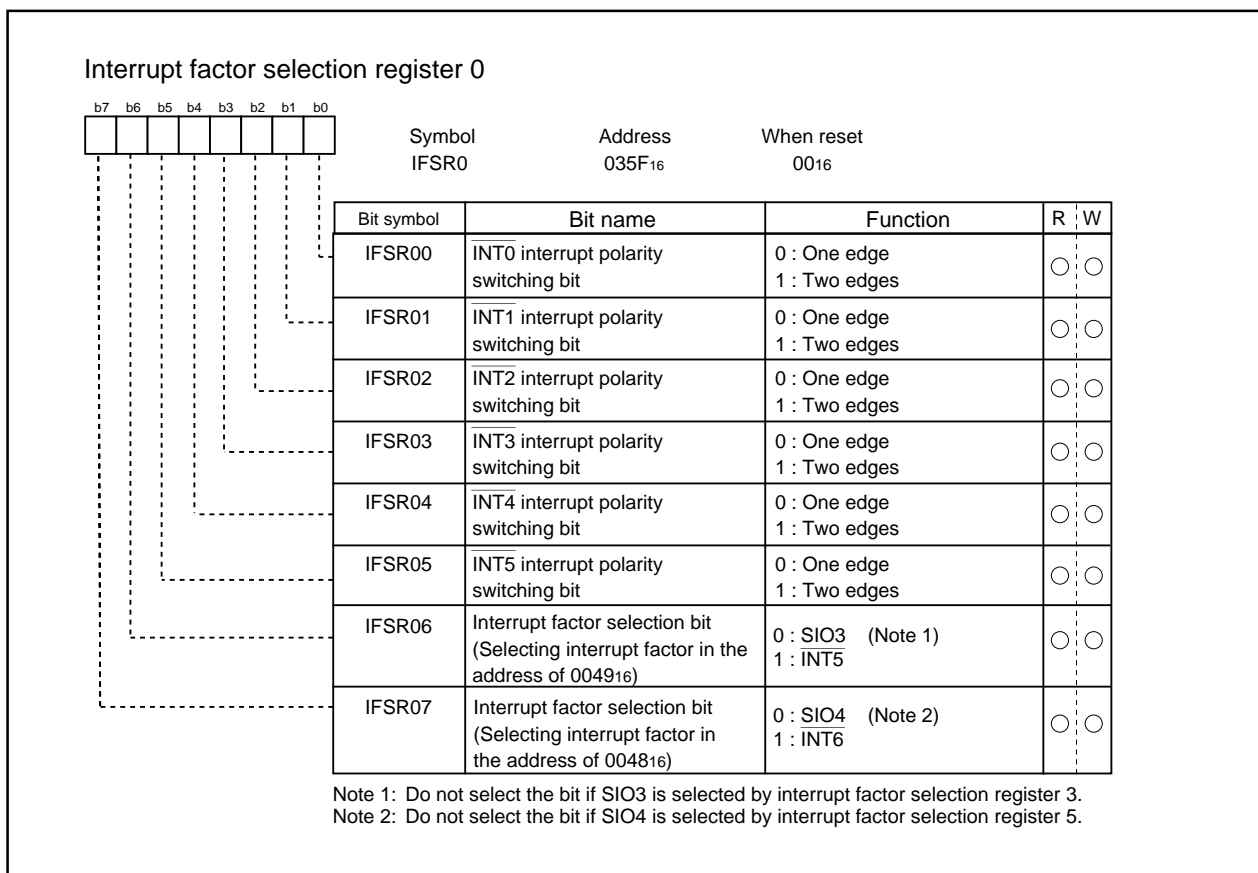 Interrupt factor selection register 0
b7 b6 b5 b4 b3 b2 b1 b0
Symbol Address When reset
IFSR0 035F16 0016
Bit symbol Bit name Function R W
IFSR00 INT0 interrupt polarity 0 : One edge
switching bit 1 : Two edges
IFSR01 INT1 interrupt polarity 0 : One edge
switching bit 1 : Two edges
IFSR02 INT2 interrupt polarity 0 : One edge
switching bit 1 : Two edges
IFSR03 INT3 interrupt polarity 0 : One edge
switching bit 1 : Two edges
IFSR04 INT4 interrupt polarity 0 : One edge
switching bit 1 : Two edges
IFSR05 INT5 interrupt polarity 0 : One edge
switching bit 1 : Two edges
IFSR06 Interrupt factor selection bit 0 : SIO3 (Note 1)
(Selecting interrupt factor in the 1 : INT5
address of 004916)
IFSR07 Interrupt factor selection bit 0 : SIO4 (Note 2)
(Selecting interrupt factor in 1 : INT6
the address of 004816)
Note 1: Do not select the bit if SIO3 is selected by interrupt factor selection register 3.
Note 2: Do not select the bit if SIO4 is selected by interrupt factor selection register 5.